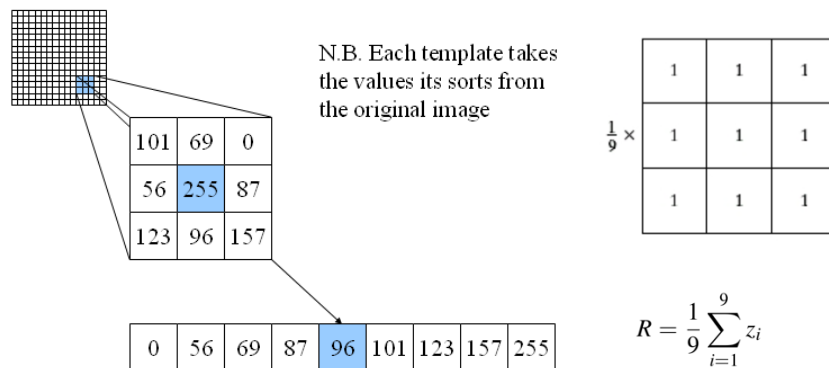 N.B. Each template takes
the values its sorts from
the original image
101 69 0
56 255 87
123 96 157
0 56 69 87 96 101 123 157 255
1/9 ×
1 1 1
1 1 1
1 1 1
R = 1/9 ∑_{i=1}^{9} z_i